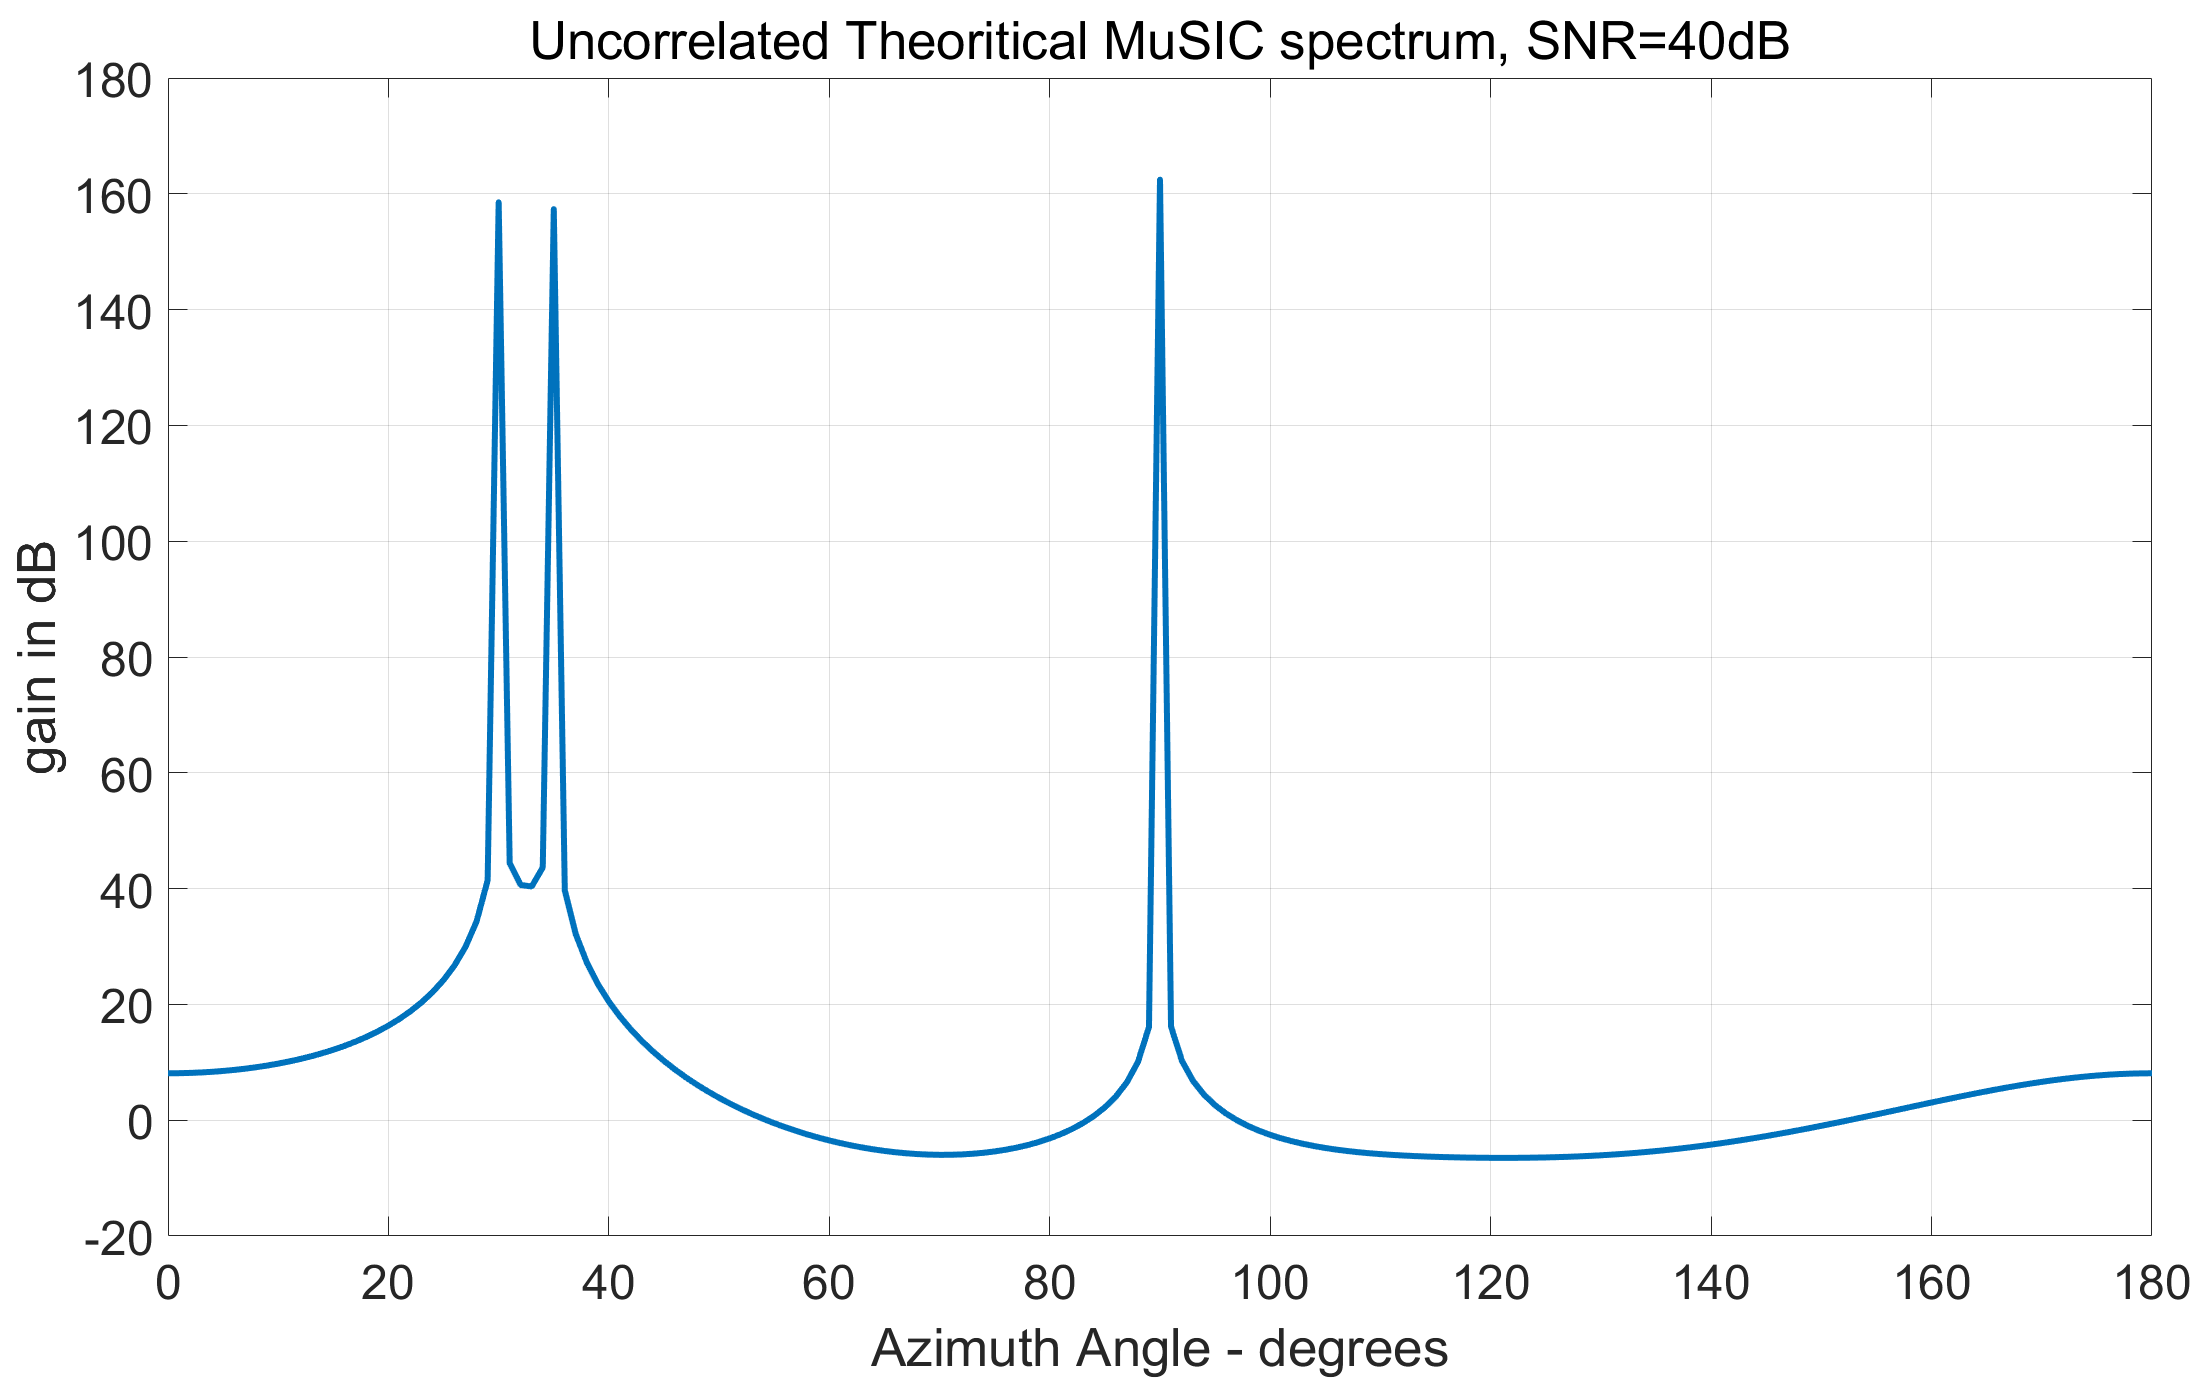 Uncorrelated Theoritical MuSIC spectrum, SNR=40dB
180
160
140
120
100
80
60
40
20
0
-20
gain in dB
0 20 40 60 80 100 120 140 160 180
Azimuth Angle - degrees